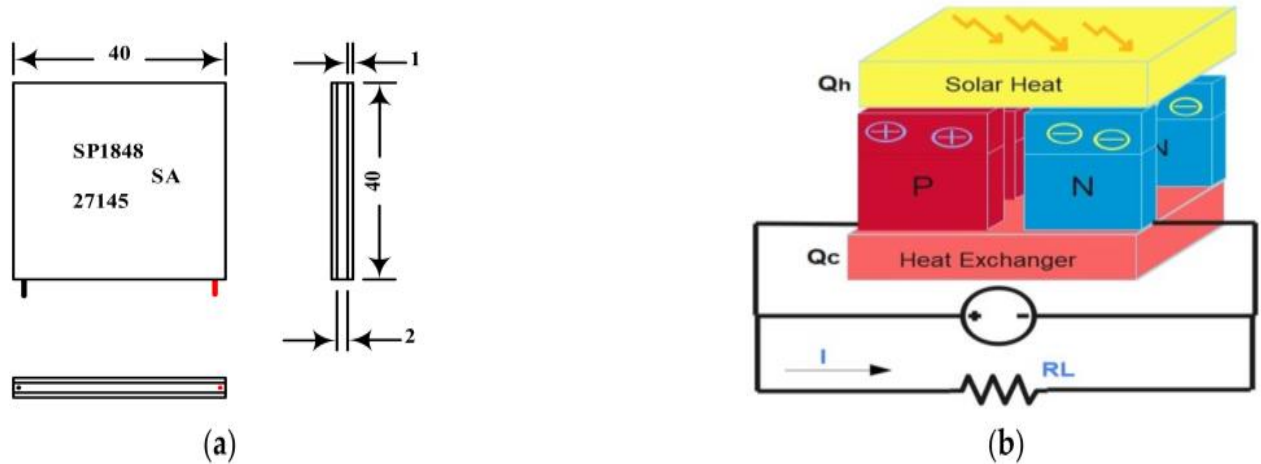 40
1
SP1848
SA
27145
40
2
(a)
Qh
Solar Heat
P
N
N
Qc
Heat Exchanger
+ -
I
RL
(b)